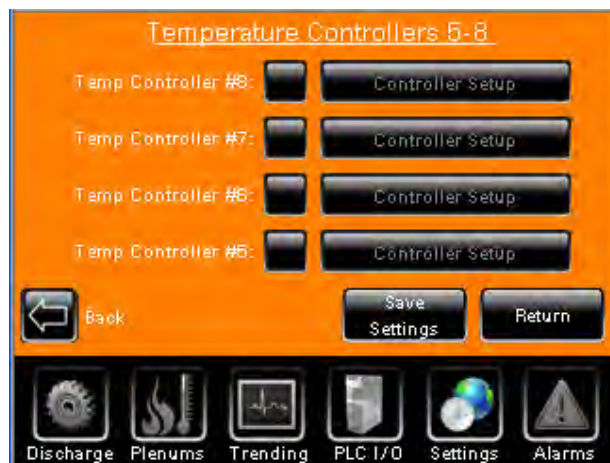 Temperature Controllers 5-8
Temp Controller #8: Controller Setup
Temp Controller #7: Controller Setup
Temp Controller #6: Controller Setup
Temp Controller #5: Controller Setup
Back
Save
Settings
Return
Discharge Plenums Trending PLC I/O Settings Alarms